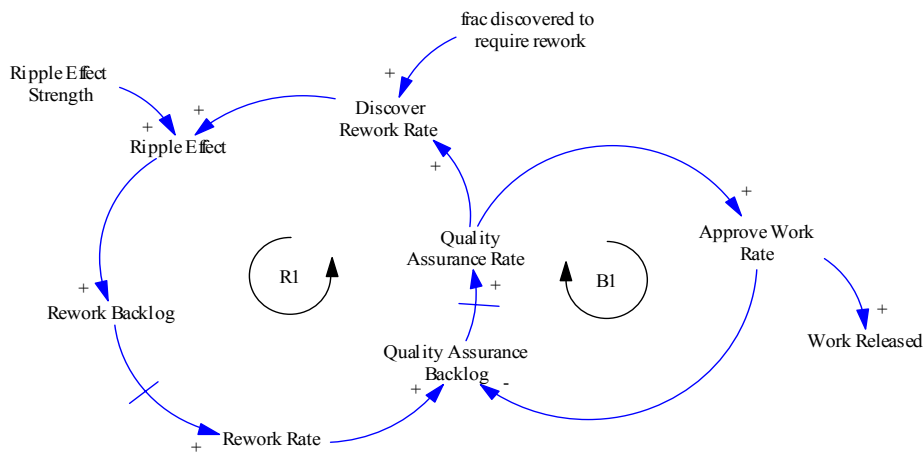 frac discovered to
require rework
Ripple Effect
Strength
+
Discover
Rework Rate
+
+
Ripple Effect
+
+
Approve Work
Rate
Quality
Assurance Rate
R1
B1
+
+
Rework Backlog
+
Work Released
Quality Assurance
Backlog
+
-
+
Rework Rate